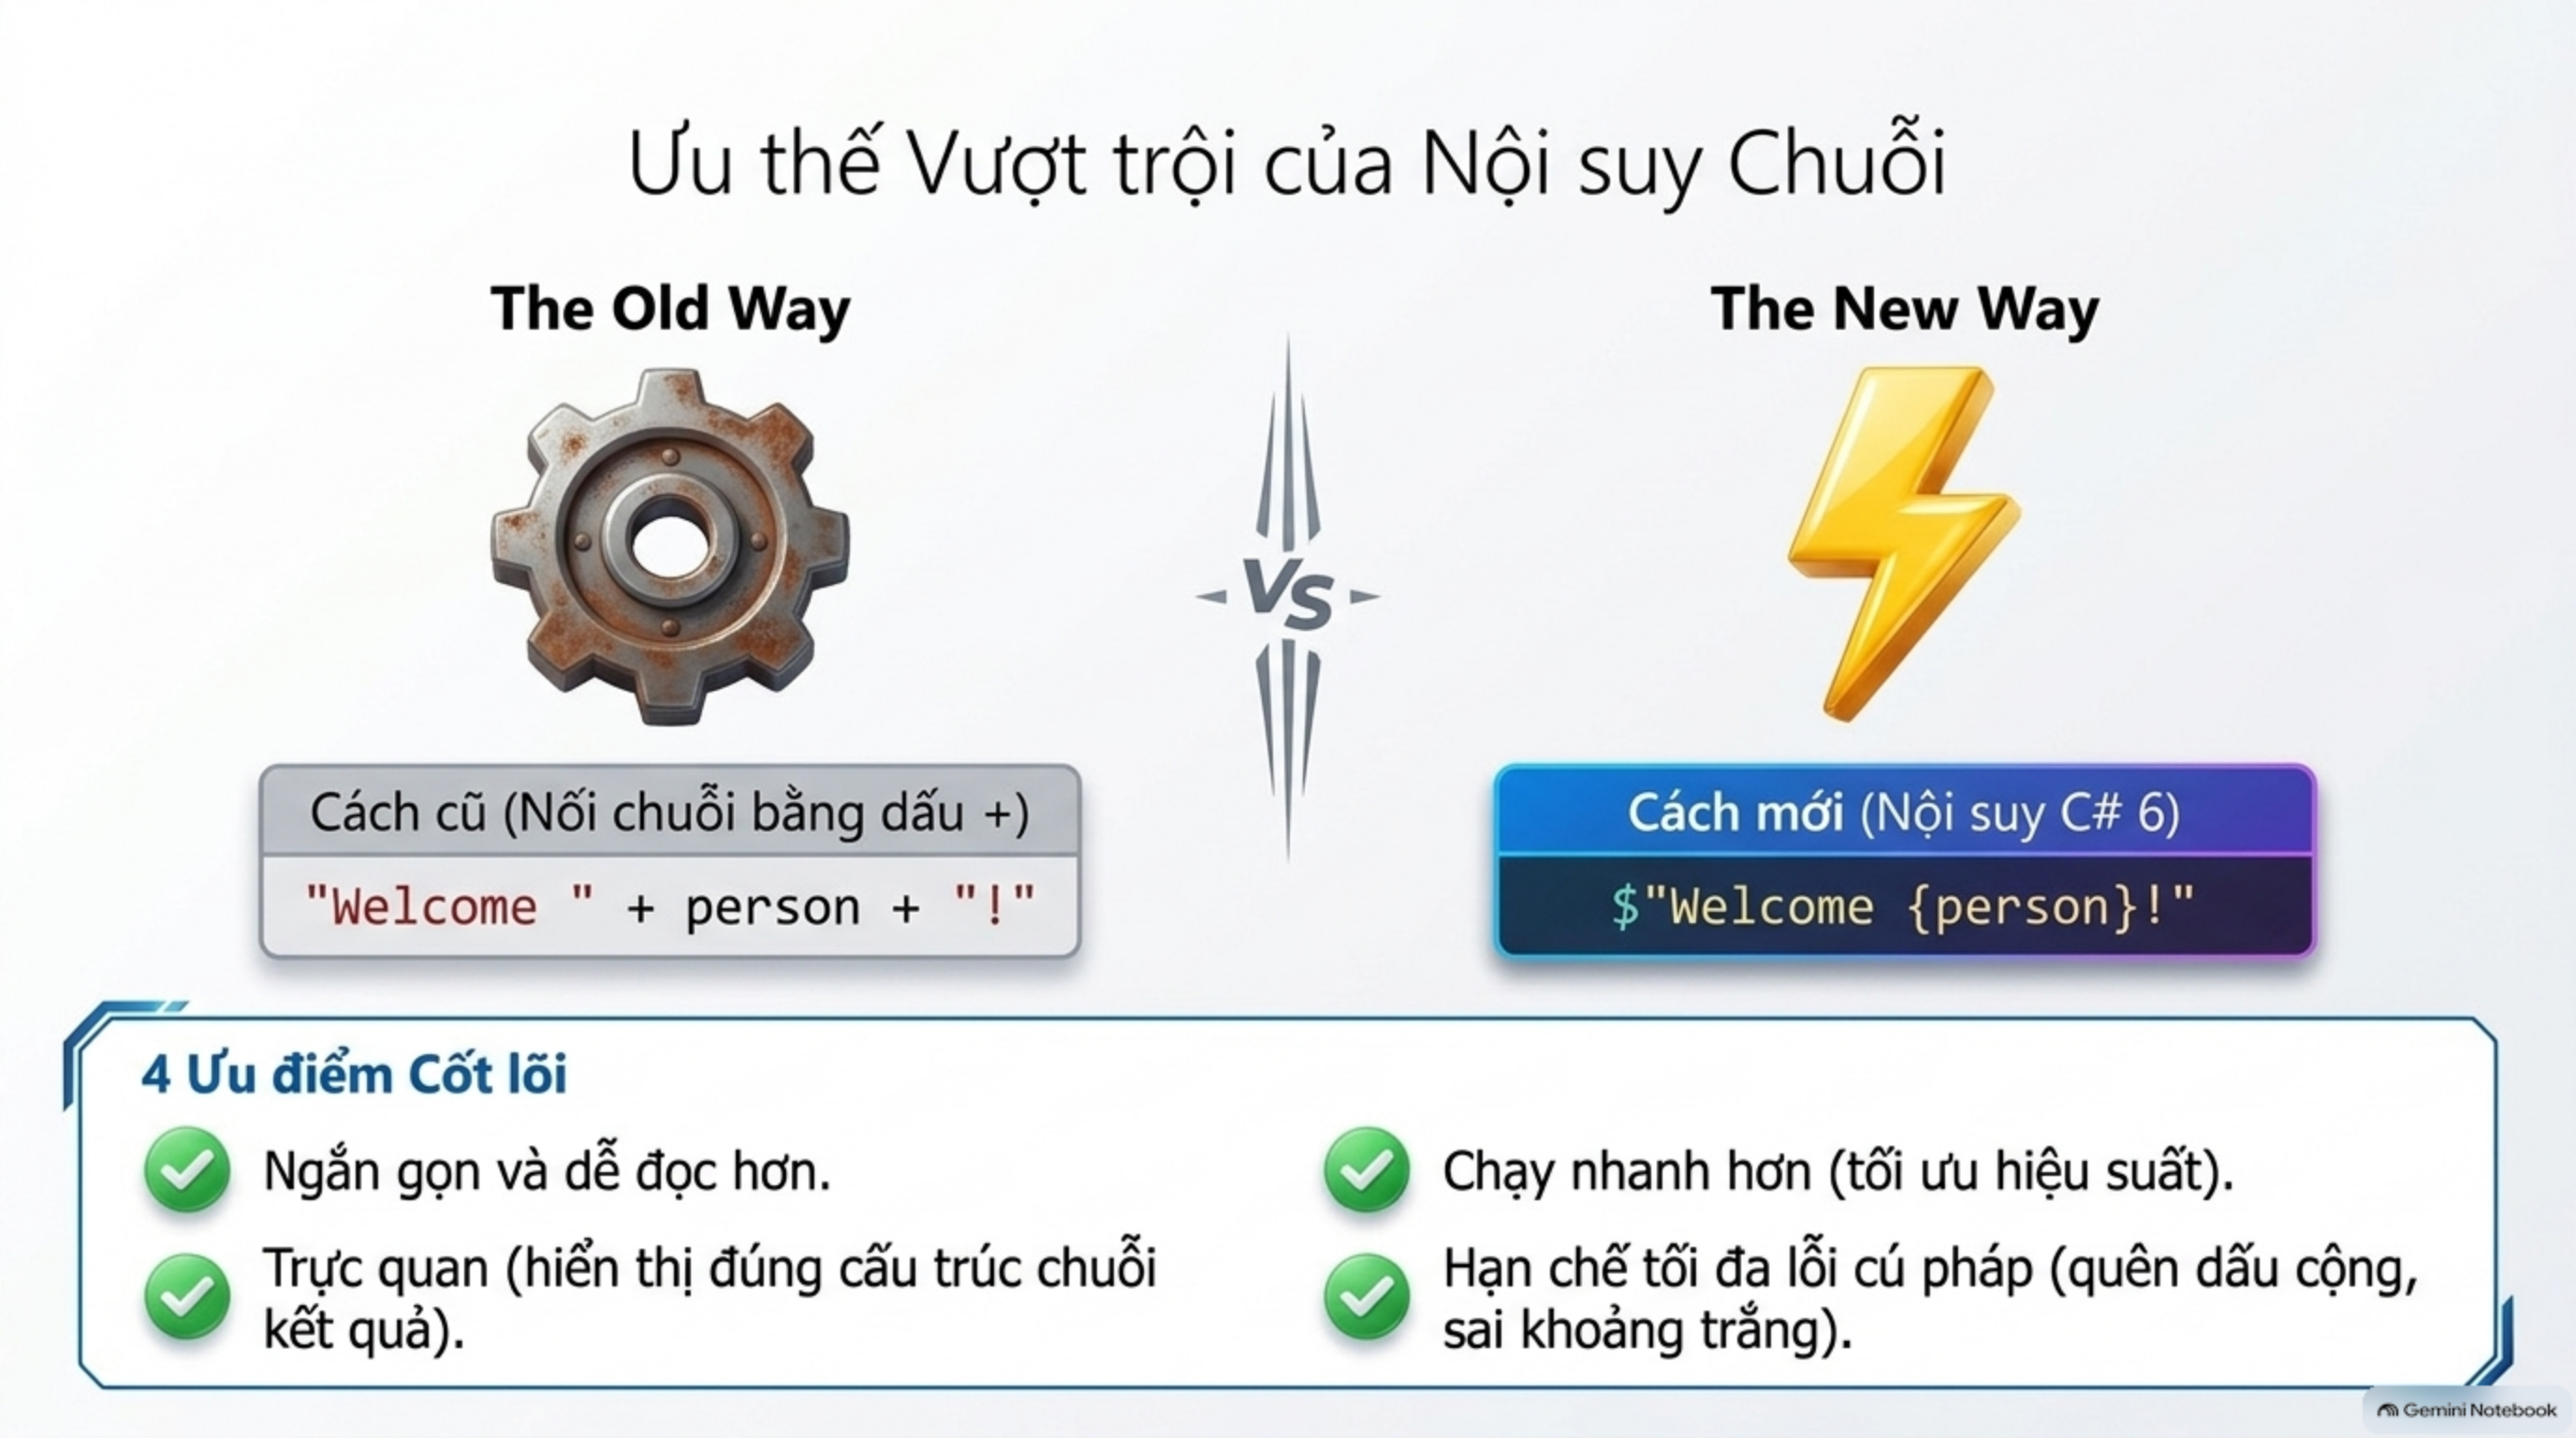 Ưu thế Vượt trội của Nội suy Chuỗi
The Old Way
The New Way
VS
Cách cũ (Nối chuỗi bằng dấu +)
"Welcome " + person + "!"
Cách mới (Nội suy C# 6)
$"Welcome {person}!"
4 Ưu điểm Cốt lõi
Ngắn gọn và dễ đọc hơn.
Trực quan (hiển thị đúng cấu trúc chuỗi
kết quả).
Chạy nhanh hơn (tối ưu hiệu suất).
Hạn chế tối đa lỗi cú pháp (quên dấu cộng,
sai khoảng trắng).
Gemini Notebook